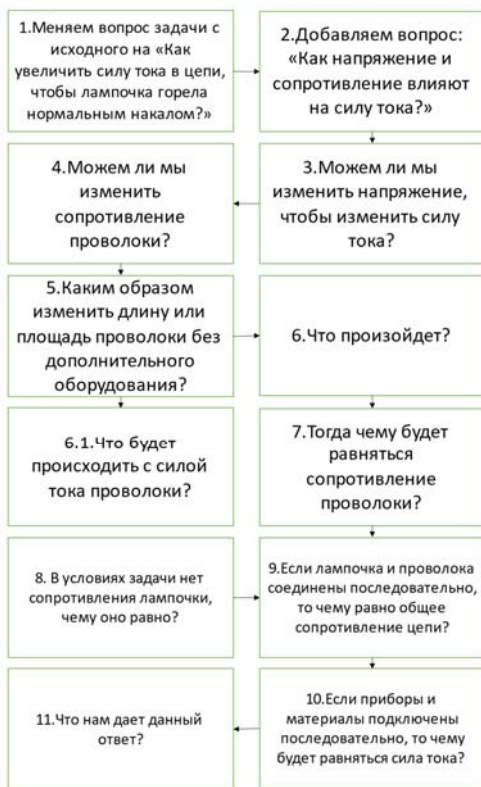 1.Меняем вопрос задачи с
исходного на «Как
увеличить силу тока в цепи,
чтобы лампочка горела
нормальным накалом?»
2.Добавляем вопрос:
«Как напряжение и
сопротивление влияют
на силу тока?»
4.Можем ли мы
изменить
сопротивление
проволоки?
3.Можем ли мы
изменить напряжение,
чтобы изменить силу
тока?
5.Каким образом
изменить длину или
площадь проволоки без
дополнительного
оборудования?
6.Что произойдет?
6.1.Что будет
происходить с силой
тока проволоки?
7.Тогда чему будет
равняться
сопротивление
проволоки?
8. В условиях задачи нет
сопротивления лампочки,
чему оно равно?
9.Если лампочка и проволока
соединены последовательно,
то чему равно общее
сопротивление цепи?
11.Что нам дает данный
ответ?
10.Если приборы и
материалы подключены
последовательно, то чему
будет равняться сила тока?